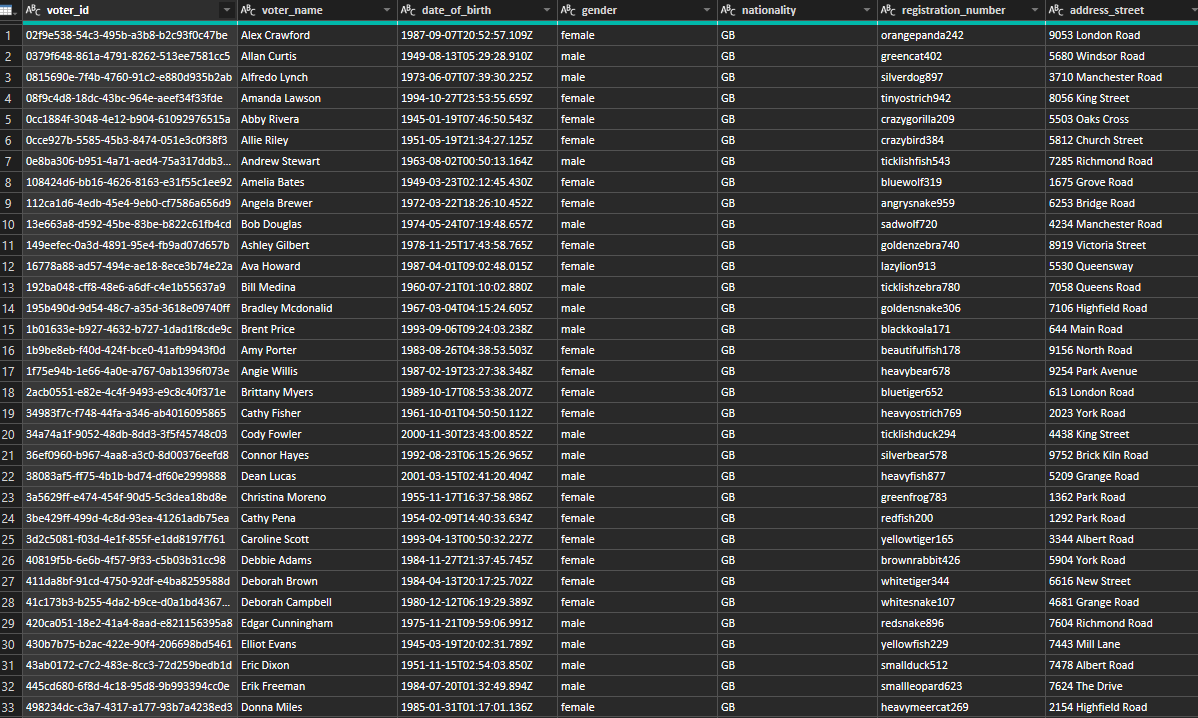 voter_id voter_name date_of_birth gender nationality registration_number address_street
1 02f9e538-54c3-495b-a3b8-b2c93f0c47be Alex Crawford 1987-09-07T20:52:57.109Z female GB orangepanda242 9053 London Road
2 0379f648-861a-4791-8262-513ee7581cc5 Allan Curtis 1949-08-13T05:29:28.910Z male GB greencat402 5680 Windsor Road
3 0815690e-7f4b-4760-91c2-e880d935b2ab Alfredo Lynch 1973-06-07T07:39:30.225Z male GB silverdog897 3710 Manchester Road
4 08f9c4d8-18dc-43bc-964e-aeef34f33fde Amanda Lawson 1994-10-27T23:53:55.659Z female GB tinyostrich942 8056 King Street
5 0cc1884f-3048-4e12-b904-61092976515a Abby Rivera 1945-01-19T07:46:50.543Z female GB crazygorilla209 5503 Oaks Cross
6 0cce927b-5585-45b3-8474-051e3c0f38f3 Allie Riley 1951-05-19T21:34:27.125Z female GB crazybird384 5812 Church Street
7 0e8ba306-b951-4a71-aed4-75a317ddb3... Andrew Stewart 1963-08-02T00:50:13.164Z male GB ticklishfish543 7285 Richmond Road
8 108424d6-bb16-4626-8163-e31f55c1ee92 Amelia Bates 1949-03-23T02:12:45.430Z female GB bluewolf319 1675 Grove Road
9 112ca1d6-4edb-45e4-9eb0-cf7586a656d9 Angela Brewer 1972-03-22T18:26:10.452Z female GB angrysnake959 6253 Bridge Road
10 13e663a8-d592-45be-83be-b822c61fb4cd Bob Douglas 1974-05-24T07:19:48.657Z male GB sadwolf720 4234 Manchester Road
11 149eefec-0a3d-4891-95e4-fb9ad07d657b Ashley Gilbert 1978-11-25T17:43:58.765Z female GB goldenzebra740 8919 Victoria Street
12 16778a88-ad57-494e-ae18-8ece3b74e22a Ava Howard 1987-04-01T09:02:48.015Z female GB lazylion913 5530 Queensway
13 192ba048-cff8-48e6-a6df-c4e1b55637a9 Bill Medina 1960-07-21T01:10:02.880Z male GB ticklishzebra780 7058 Queens Road
14 195b490d-9d54-48c7-a35d-3618e09740ff Bradley Mcdonalid 1967-03-04T04:15:24.605Z male GB goldensnake306 7106 Highfield Road
15 1b01633e-b927-4632-b727-1dad1f8cde9c Brent Price 1993-09-06T09:24:03.238Z male GB blackkoala171 644 Main Road
16 1b9be8eb-f40d-424f-bce0-41afb9943f0d Amy Porter 1983-08-26T04:38:53.503Z female GB beautifulfish178 9156 North Road
17 1f75e94b-1e66-4a0e-a767-0ab1396f073e Angie Willis 1987-02-19T23:27:38.348Z female GB heavybear678 9254 Park Avenue
18 2acb0551-e82e-4c4f-9493-e9c8c40f371e Brittany Myers 1989-10-17T08:53:38.207Z female GB bluetiger652 613 London Road
19 34983f7c-f748-44fa-a346-ab4016095865 Cathy Fisher 1961-10-01T04:50:50.112Z female GB heavyostrich769 2023 York Road
20 34a74a1f-9052-48db-8dd3-3f5f45748c03 Cody Fowler 2000-11-30T23:43:00.852Z male GB ticklishduck294 4438 King Street
21 36ef0960-b967-4aa8-a3c0-8d00376eefd8 Connor Hayes 1992-08-23T06:15:26.965Z male GB silverbear578 9752 Brick Kiln Road
22 38083af5-ff75-4b1b-bd74-df60e2999888 Dean Lucas 2001-03-15T02:41:20.404Z male GB heavyfish877 5209 Grange Road
23 3a5629ff-e474-454f-90d5-5c3dea18bd8e Christina Moreno 1955-11-17T16:37:58.986Z female GB greenfrog783 1362 Park Road
24 3be429ff-499d-4c8d-93ea-41261adb75ea Cathy Pena 1954-02-09T14:40:33.634Z female GB redfish200 1292 Park Road
25 3d2c5081-f03d-4e1f-855f-e1dd8197f761 Caroline Scott 1993-04-13T00:50:32.227Z female GB yellowtiger165 3344 Albert Road
26 40819f5b-6e6b-4f57-9f33-c5b03b31cc98 Debbie Adams 1984-11-27T21:37:45.745Z female GB brownrabbit426 5904 York Road
27 411da8bf-91cd-4750-92df-e4ba8259588d Deborah Brown 1984-04-13T20:17:25.702Z female GB whitetiger344 6616 New Street
28 41c173b3-b255-4da2-b9ce-d0a1bd4367... Deborah Campbell 1980-12-12T06:19:29.389Z female GB whitesnake107 4681 Grange Road
29 420ca051-18e2-41a4-8aad-e821156395a8 Edgar Cunningham 1975-11-21T09:59:06.991Z male GB redsnake896 7604 Richmond Road
30 430b7b75-b2ac-422e-90f4-206698bd5461 Elliot Evans 1945-03-19T20:02:31.789Z male GB yellowfish229 7443 Mill Lane
31 43ab0172-c7c2-483e-8cc3-72d259bedb1d Eric Dixon 1951-11-15T02:54:03.850Z male GB smallduck512 7478 Albert Road
32 445cd680-6f8d-4c18-95d8-9b993394cc0e Erik Freeman 1984-07-20T01:32:49.894Z male GB smallleopard623 7624 The Drive
33 498234dc-c3a7-4317-a177-93b7a4238ed3 Donna Miles 1985-01-31T01:17:01.136Z female GB heavymeercat269 2154 Highfield Road